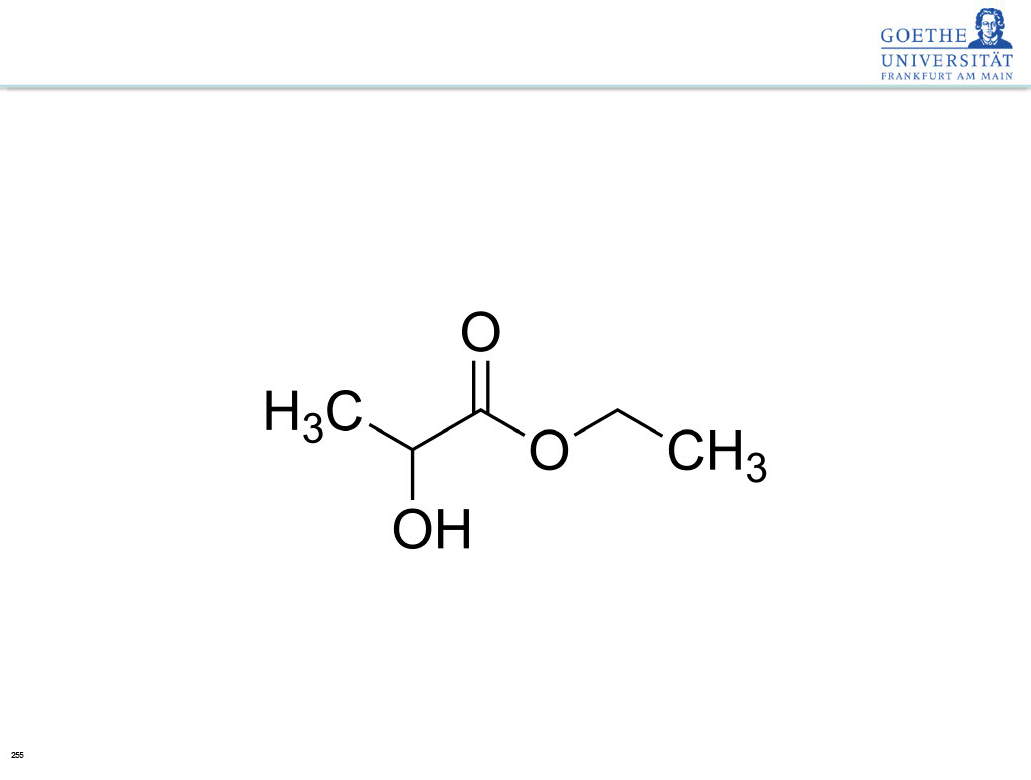 GOETHE
UNIVERSITÄT
FRANKFURT AM MAIN
O
H3C
O
CH3
OH
255